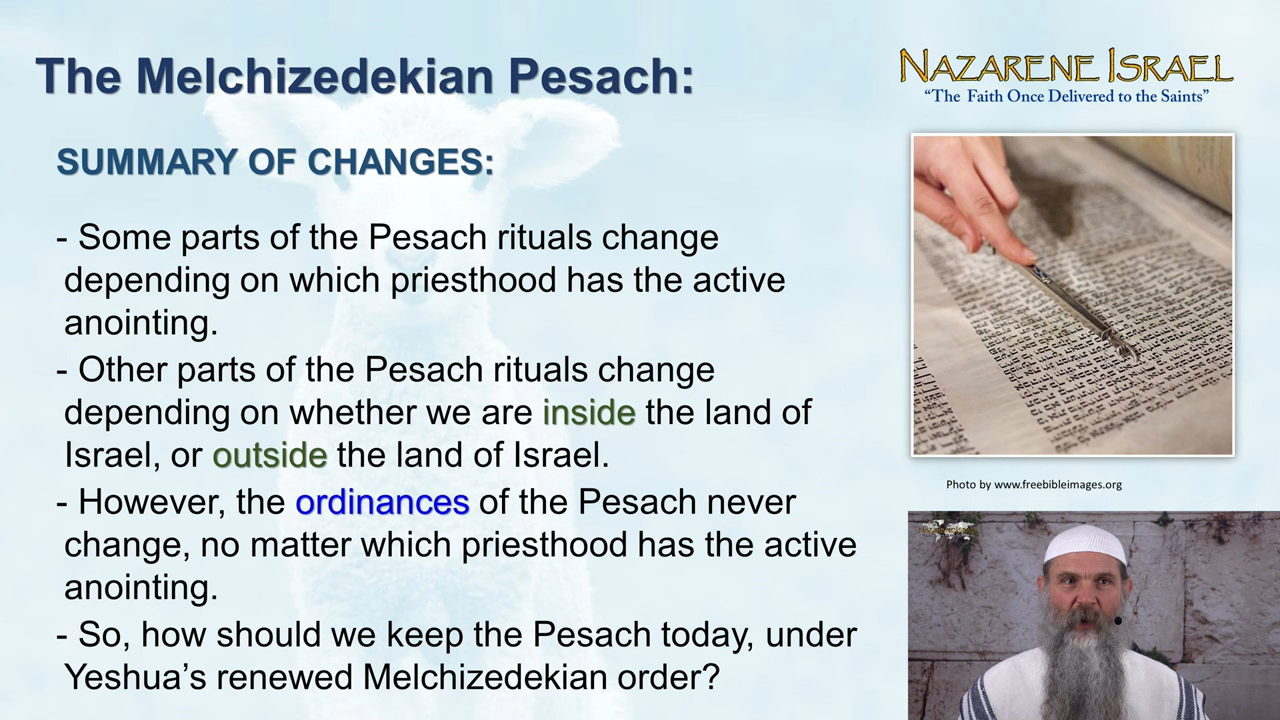 The Melchizedekian Pesach:
NAZARENE ISRAEL
“The Faith Once Delivered to the Saints”
SUMMARY OF CHANGES:
- Some parts of the Pesach rituals change
depending on which priesthood has the active
anointing.
- Other parts of the Pesach rituals change
depending on whether we are inside the land of
Israel, or outside the land of Israel.
- However, the ordinances of the Pesach never
change, no matter which priesthood has the active
anointing.
- So, how should we keep the Pesach today, under
Yeshua’s renewed Melchizedekian order?
Photo by www.freebibleimages.org